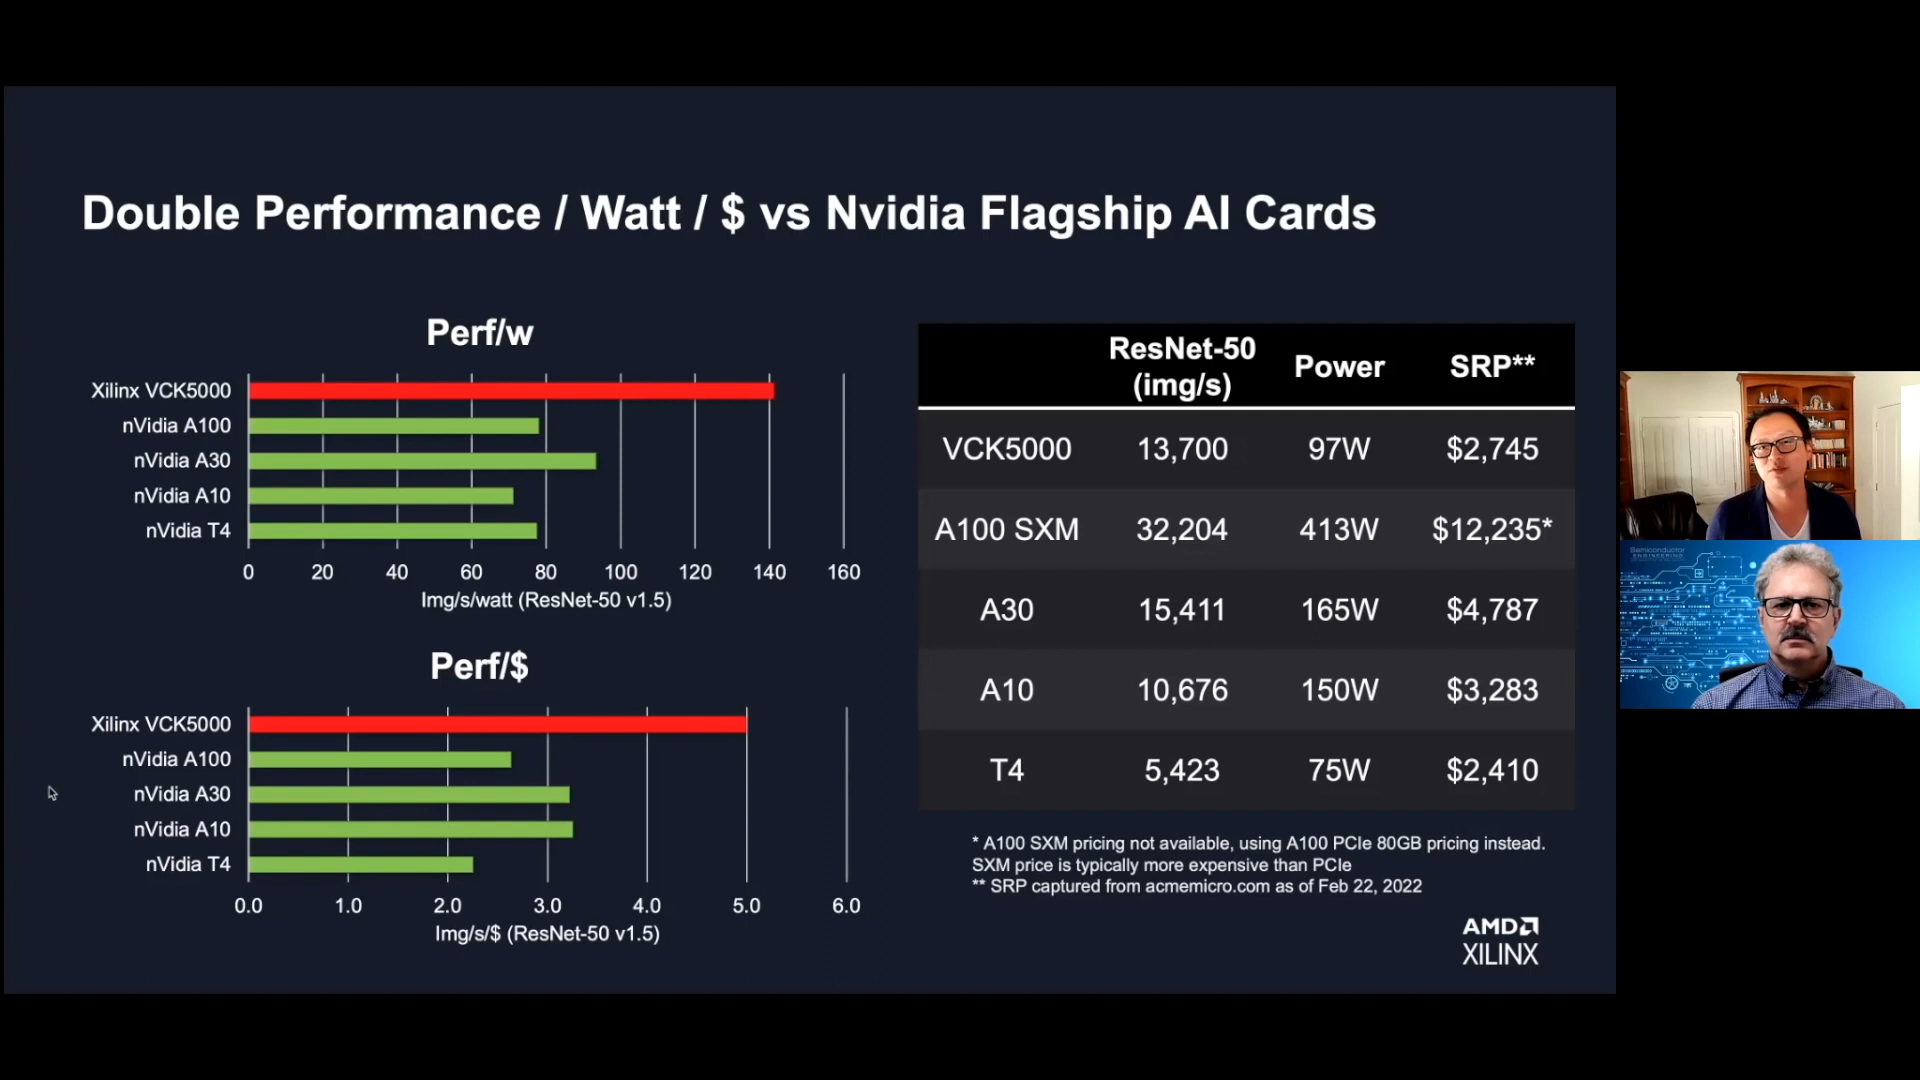 Double Performance / Watt / $ vs Nvidia Flagship AI Cards
Perf/w
Xilinx VCK5000
nVidia A100
nVidia A30
nVidia A10
nVidia T4
0 20 40 60 80 100 120 140 160
Img/s/watt (ResNet-50 v1.5)
Perf/$
Xilinx VCK5000
nVidia A100
nVidia A30
nVidia A10
nVidia T4
0.0 1.0 2.0 3.0 4.0 5.0 6.0
Img/s/$ (ResNet-50 v1.5)
ResNet-50 (img/s) Power SRP**
VCK5000 13,700 97W $2,745
A100 SXM 32,204 413W $12,235*
A30 15,411 165W $4,787
A10 10,676 150W $3,283
T4 5,423 75W $2,410
* A100 SXM pricing not available, using A100 PCIe 80GB pricing instead.
SXM price is typically more expensive than PCIe
** SRP captured from acmemicro.com as of Feb 22, 2022
AMD
XILINX
Semiconductor
ENGINEERING